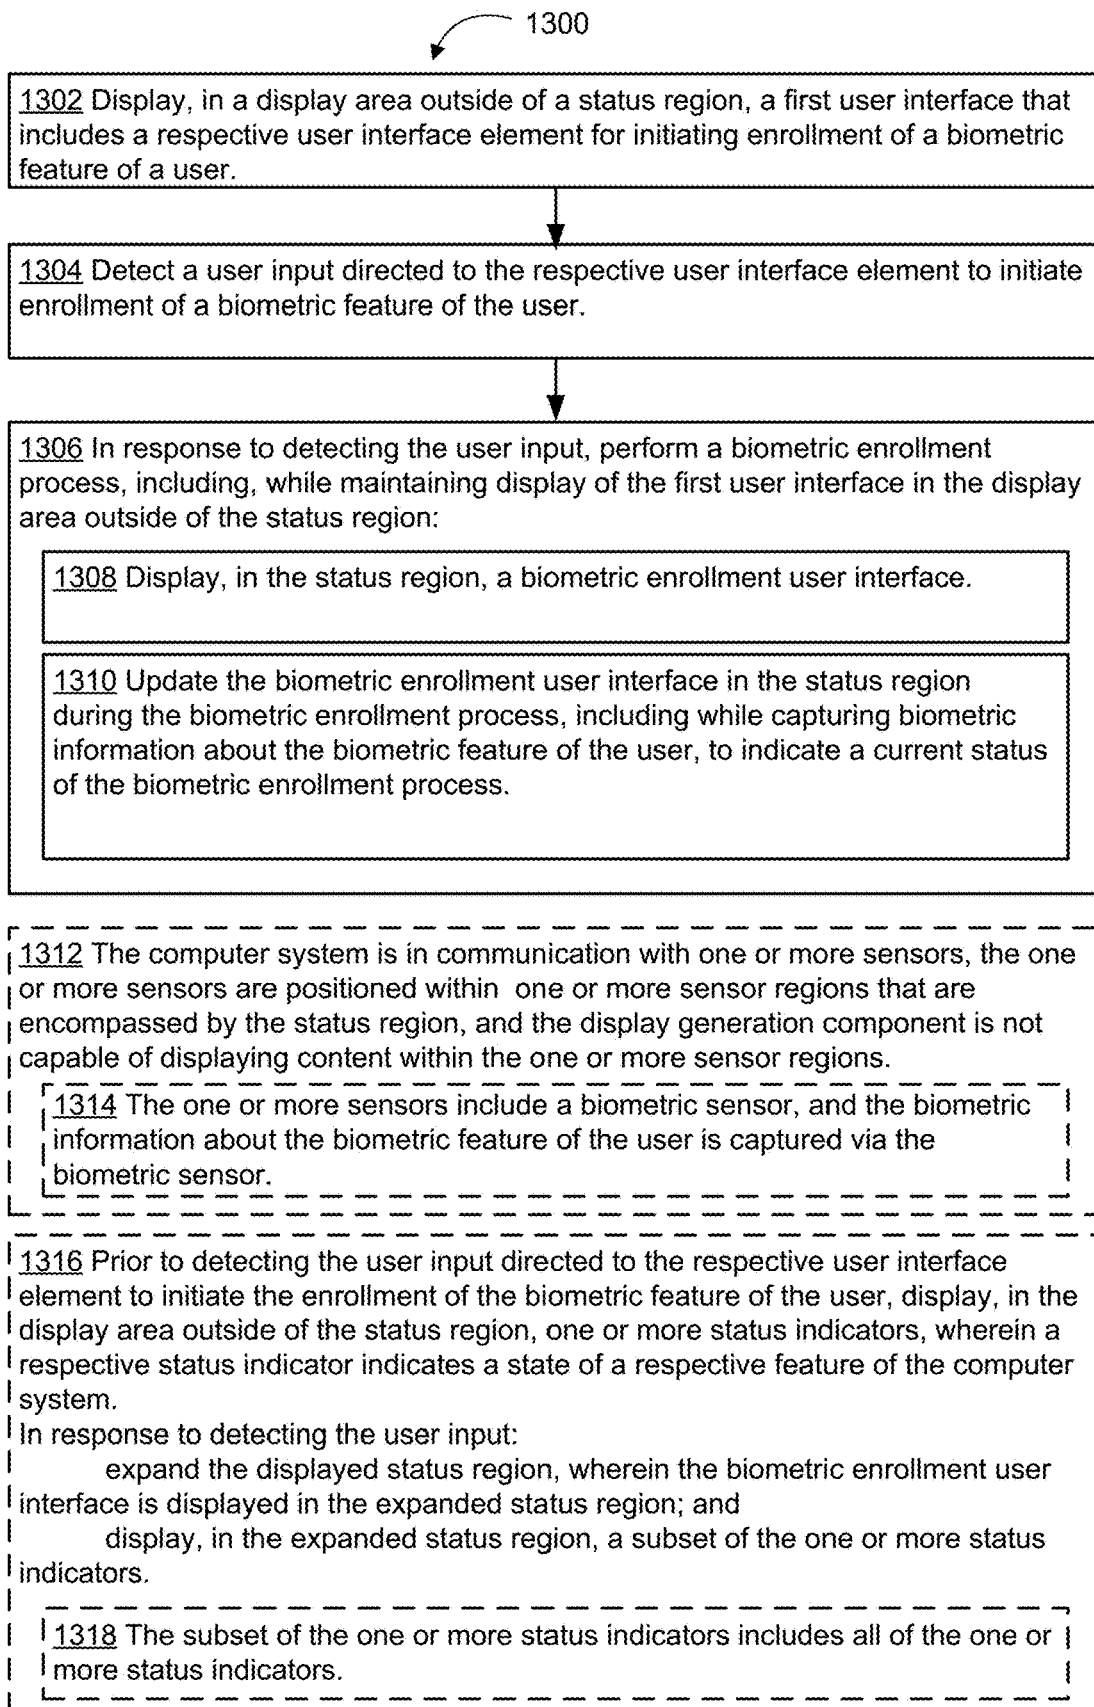 1300
1302 Display, in a display area outside of a status region, a first user interface that
includes a respective user interface element for initiating enrollment of a biometric
feature of a user.
1304 Detect a user input directed to the respective user interface element to initiate
enrollment of a biometric feature of the user.
1306 In response to detecting the user input, perform a biometric enrollment
process, including, while maintaining display of the first user interface in the display
area outside of the status region:
1308 Display, in the status region, a biometric enrollment user interface.
1310 Update the biometric enrollment user interface in the status region
during the biometric enrollment process, including while capturing biometric
information about the biometric feature of the user, to indicate a current status
of the biometric enrollment process.
1312 The computer system is in communication with one or more sensors, the one
or more sensors are positioned within one or more sensor regions that are
encompassed by the status region, and the display generation component is not
capable of displaying content within the one or more sensor regions.
1314 The one or more sensors include a biometric sensor, and the biometric
information about the biometric feature of the user is captured via the
biometric sensor.
1316 Prior to detecting the user input directed to the respective user interface
element to initiate the enrollment of the biometric feature of the user, display, in the
display area outside of the status region, one or more status indicators, wherein a
respective status indicator indicates a state of a respective feature of the computer
system.
In response to detecting the user input:
expand the displayed status region, wherein the biometric enrollment user
interface is displayed in the expanded status region; and
display, in the expanded status region, a subset of the one or more status
indicators.
1318 The subset of the one or more status indicators includes all of the one or
more status indicators.